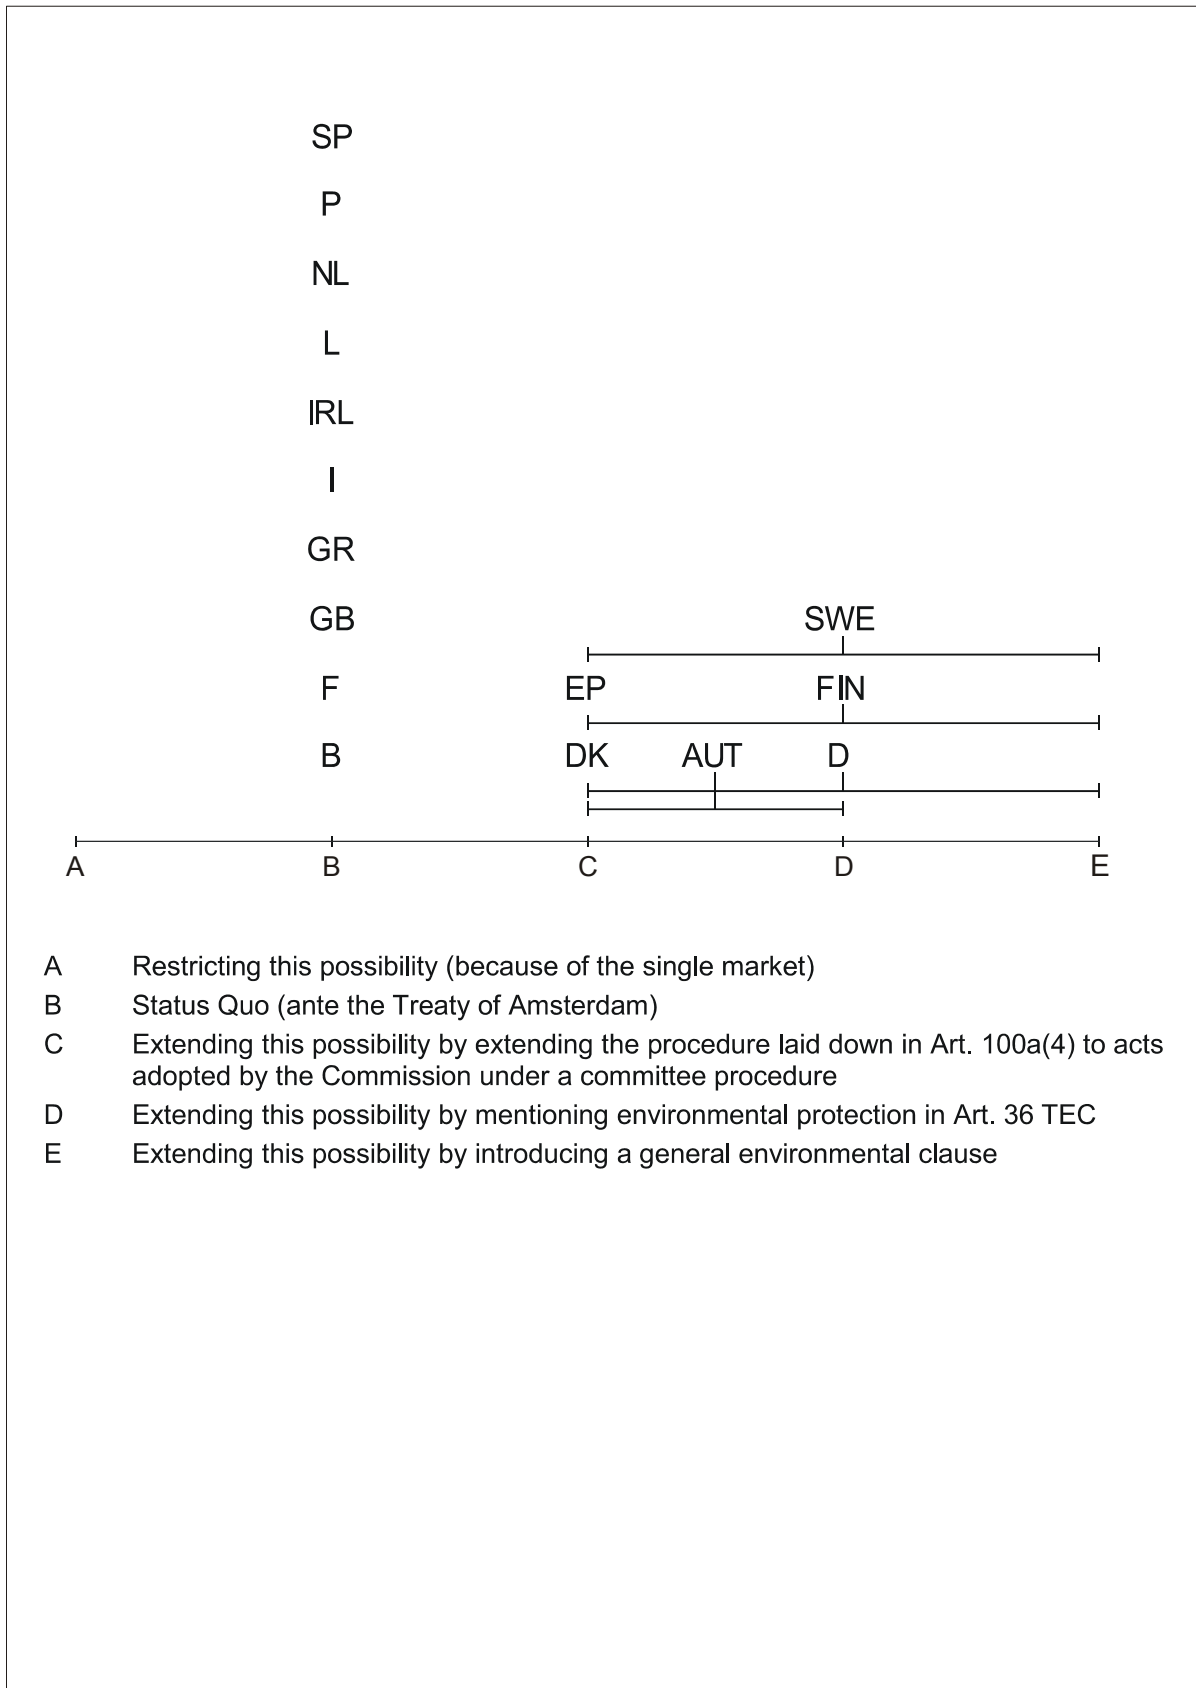 SP
P
NL
L
IRL
I
GR
GB SWE
F EP FIN
B DK AUT D
A B C D E
A Restricting this possibility (because of the single market)
B Status Quo (ante the Treaty of Amsterdam)
C Extending this possibility by extending the procedure laid down in Art. 100a(4) to acts
adopted by the Commission under a committee procedure
D Extending this possibility by mentioning environmental protection in Art. 36 TEC
E Extending this possibility by introducing a general environmental clause